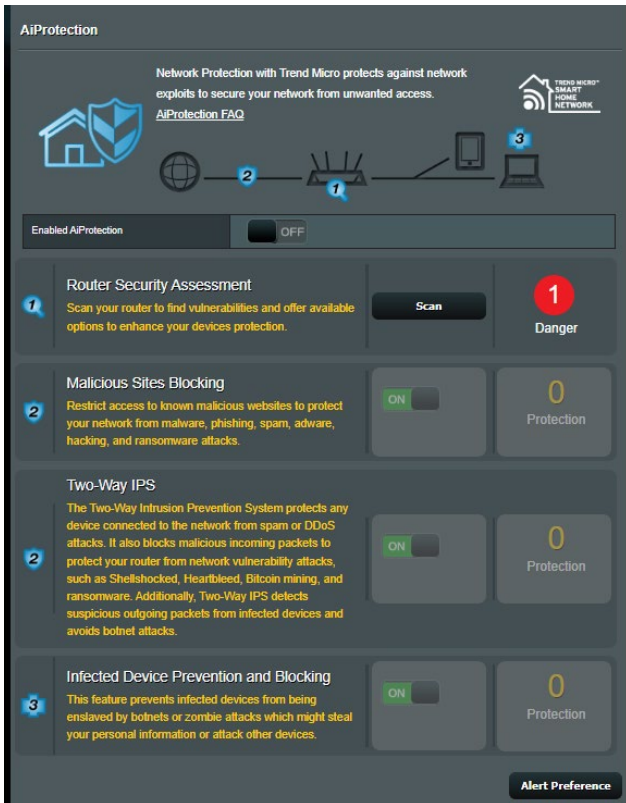 AiProtection
Network Protection with Trend Micro protects against network
exploits to secure your network from unwanted access.
AiProtection FAQ
TREND MICRO™
SMART
HOME
NETWORK
3
2
1
Enabled AiProtection
OFF
1
Router Security Assessment
Scan your router to find vulnerabilities and offer available
options to enhance your devices protection.
Scan
1
Danger
2
Malicious Sites Blocking
Restrict access to known malicious websites to protect
your network from malware, phishing, spam, adware,
hacking, and ransomware attacks.
ON
0
Protection
2
Two-Way IPS
The Two-Way Intrusion Prevention System protects any
device connected to the network from spam or DDoS
attacks. It also blocks malicious incoming packets to
protect your router from network vulnerability attacks,
such as Shellshocked, Heartbleed, Bitcoin mining, and
ransomware. Additionally, Two-Way IPS detects
suspicious outgoing packets from infected devices and
avoids botnet attacks.
ON
0
Protection
3
Infected Device Prevention and Blocking
This feature prevents infected devices from being
enslaved by botnets or zombie attacks which might steal
your personal information or attack other devices.
ON
0
Protection
Alert Preference